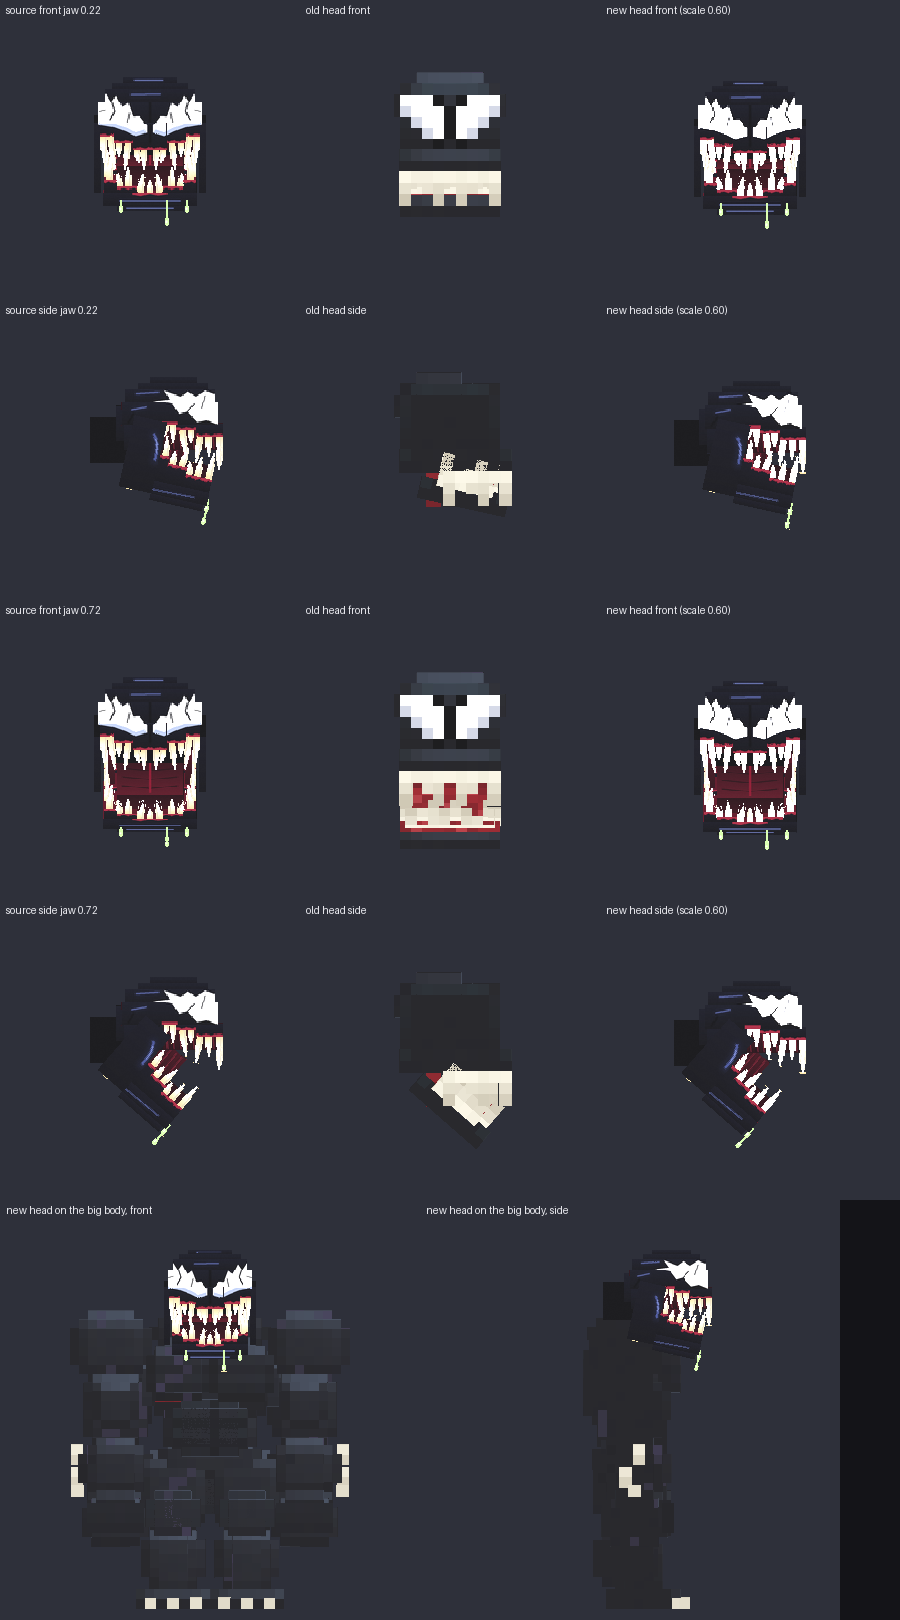 source front jaw 0.22
old head front
new head front (scale 0.60)
source side jaw 0.22
old head side
new head side (scale 0.60)
source front jaw 0.72
old head front
new head front (scale 0.60)
source side jaw 0.72
old head side
new head side (scale 0.60)
new head on the big body, front
new head on the big body, side